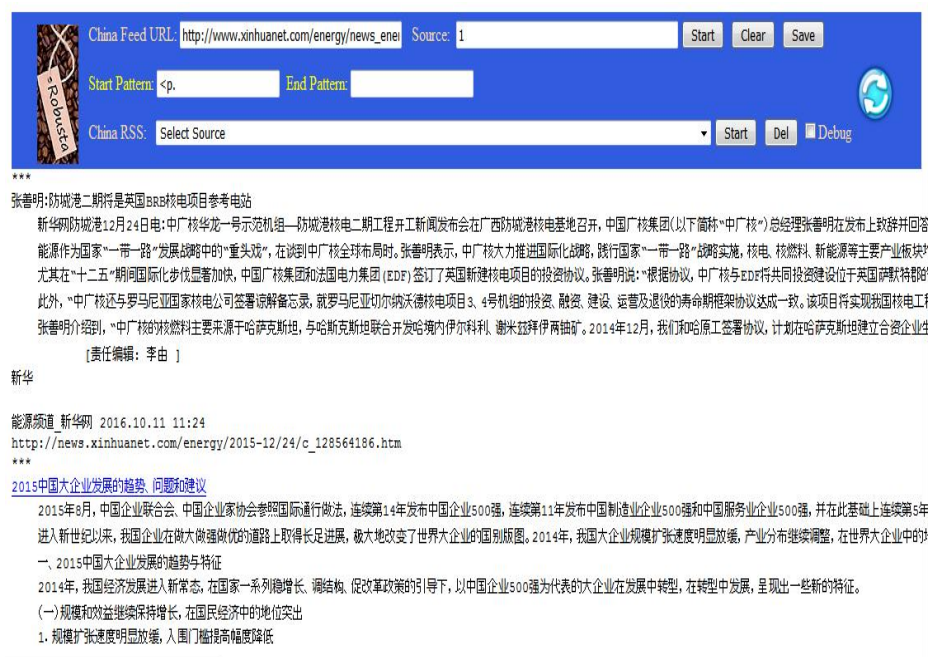 China Feed URL: http://www.xinhuanet.com/energy/news_ener Source: 1 Start Clear Save
Robusta
Start Pattern: <p. End Pattern:
China RSS: Select Source Start Del Debug
***
张善明:防城港二期将是英国BRB核电项目参考电站
新华网防城港12月24日电:中广核华龙一号示范机组—防城港核电二期工程开工新闻发布会在广西防城港核电基地召开,中国广核集团(以下简称“中广核”)总经理张善明在发布上致辞并回答
能源作为国家“一带一路”发展战略中的“重头戏”,在谈到中广核全球布局时。张善明表示,中广核大力推进国际化战略,践行国家“一带一路”战略实施,核电、核燃料、新能源等主要产业板块均
尤其在“十二五”期间国际化步伐显著加快,中国广核集团和法国电力集团(EDF)签订了英国新建核电项目的投资协议。张善明说:“根据协议,中广核与EDF将共同投资建设位于英国萨默特郡的
此外,“中广核还与罗马尼亚国家核电公司签署谅解备忘录,就罗马尼亚切尔纳沃德核电项目3、4号机组的投资、融资、建设、运营及退役的寿命期框架协议达成一致。该项目将实现我国核电工程
张善明介绍到,“中广核的核燃料主要来源于哈萨克斯坦,与哈斯克斯坦联合开发哈境内伊尔科利、谢米兹拜伊两铀矿。2014年12月,我们和哈原工签署协议,计划在哈萨克斯坦建立合资企业生
[责任编辑: 李由 ]
新华
能源频道_新华网 2016.10.11 11:24
http://news.xinhuanet.com/energy/2015-12/24/c_128564186.htm
***
2015中国大企业发展的趋势、问题和建议
2015年8月,中国企业联合会、中国企业家协会参照国际通行做法,连续第14年发布中国企业500强,连续第11年发布中国制造业企业500强和中国服务业企业500强,并在此基础上连续第5年
进入新世纪以来,我国企业在做大做强做优的道路上取得长足进展,极大地改变了世界大企业的国别版图。2014年,我国大企业规模扩张速度明显放缓,产业分布继续调整,在世界大企业中的地
一、2015中国大企业发展的趋势与特征
2014年,我国经济发展进入新常态,在国家一系列稳增长、调结构、促改革政策的引导下,以中国企业500强为代表的大企业在发展中转型,在转型中发展,呈现出一些新的特征。
(一)规模和效益继续保持增长,在国民经济中的地位突出
1.规模扩张速度明显放缓,入围门槛提高幅度降低